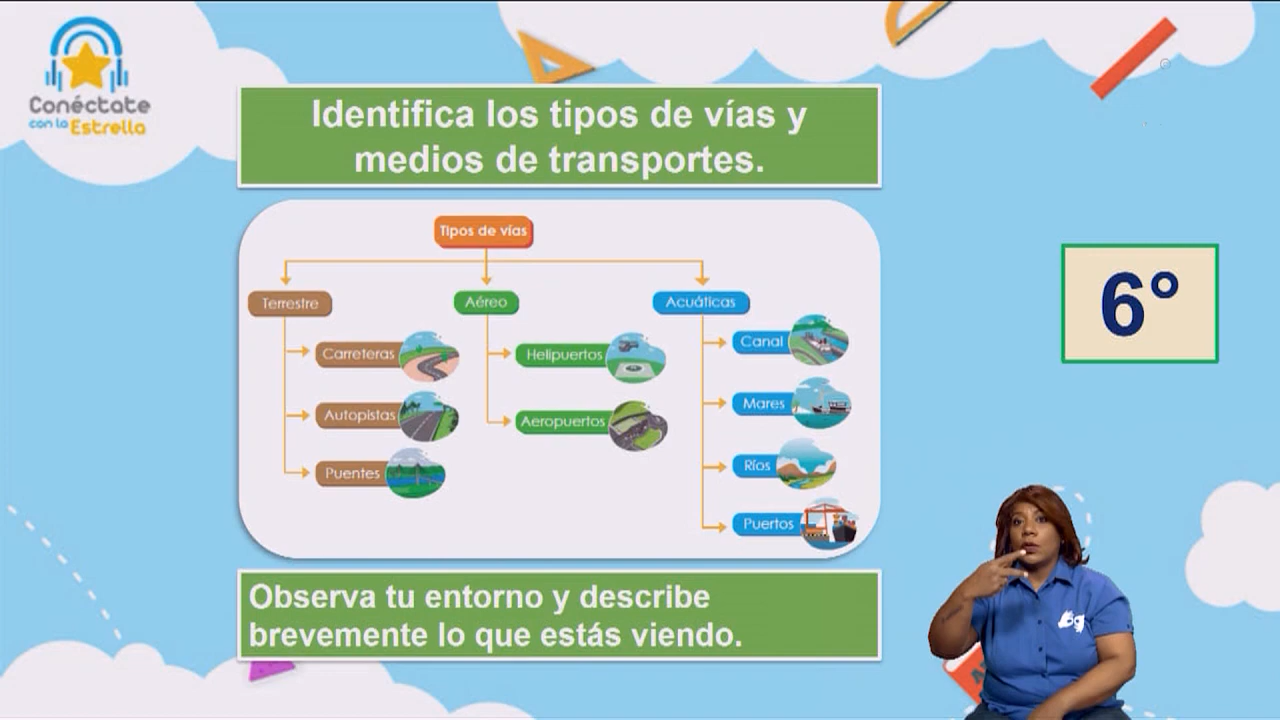 Conéctate
con la Estrella
Identifica los tipos de vías y
medios de transportes.
Tipos de vías
Terrestre
Aéreo
Acuáticas
Carreteras
Helipuertos
Canal
Autopistas
Aeropuertos
Mares
Puentes
Ríos
Puertos
6°
Observa tu entorno y describe
brevemente lo que estás viendo.